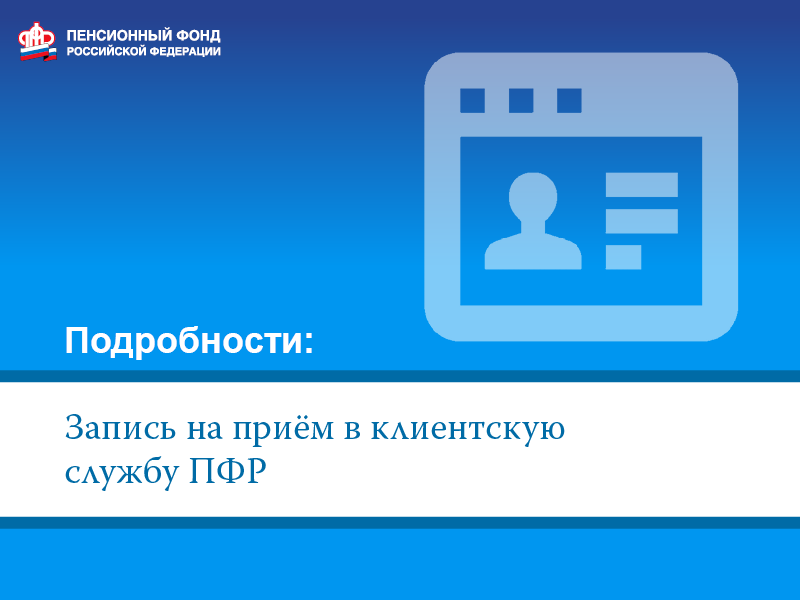 ПЕНСИОННЫЙ ФОНД
РОССИЙСКОЙ ФЕДЕРАЦИИ
Подробности:
Запись на приём в клиентскую
службу ПФР